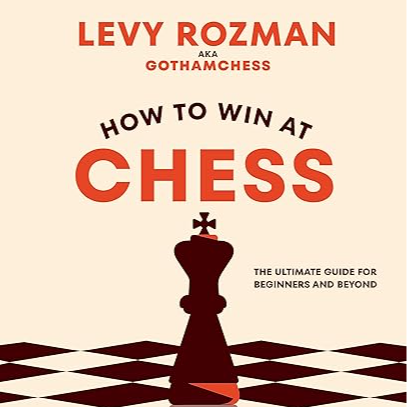 LEVY ROZMAN
AKA
GOTHAMCHESS
HOW TO WIN AT
CHESS
THE ULTIMATE GUIDE FOR
BEGINNERS AND BEYOND